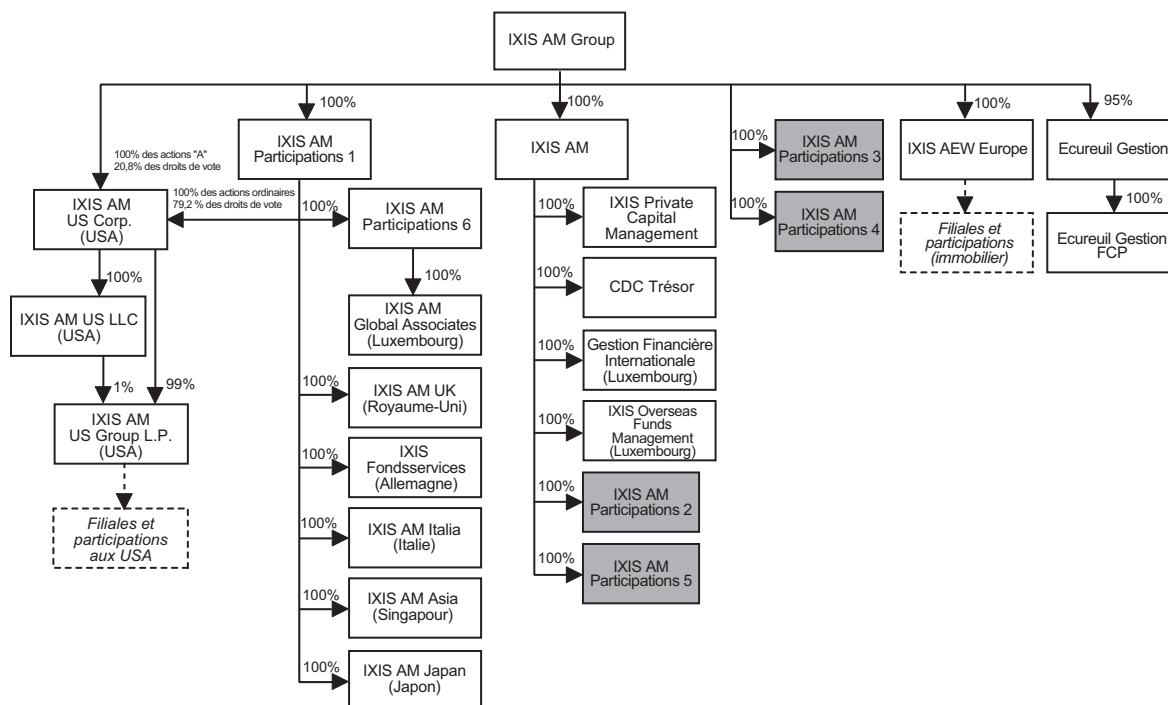 IXIS AM Group
100%
100%
100%
95%
100% des actions "A"
20,8% des droits de vote
IXIS AM
Participations 1
IXIS AM
100%
IXIS AM
Participations 3
IXIS AEW Europe
Ecureuil Gestion
100% des actions ordinaires
79,2 % des droits de vote
IXIS AM
US Corp.
(USA)
100%
IXIS AM
Participations 6
100%
IXIS Private
Capital
Management
100%
IXIS AM
Participations 4
Filiales et
participations
(immobilier)
100%
Ecureuil Gestion
FCP
100%
100%
100%
CDC Trésor
IXIS AM US LLC
(USA)
IXIS AM
Global Associates
(Luxembourg)
100%
Gestion Financière
Internationale
(Luxembourg)
1%
99%
100%
IXIS AM UK
(Royaume-Uni)
100%
IXIS Overseas
Funds
Management
(Luxembourg)
IXIS AM
US Group L.P.
(USA)
100%
IXIS
Fondsservices
(Allemagne)
100%
IXIS AM
Participations 2
Filiales et
participations
aux USA
100%
IXIS AM Italia
(Italie)
100%
IXIS AM
Participations 5
100%
IXIS AM Asia
(Singapour)
100%
IXIS AM Japan
(Japon)